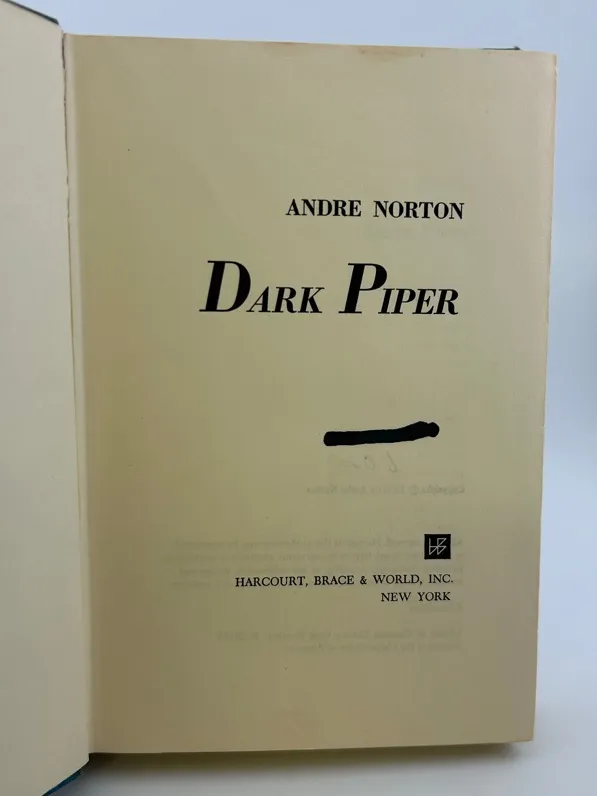 ANDRE NORTON
DARK PIPER
HARCOURT, BRACE & WORLD, INC.
NEW YORK